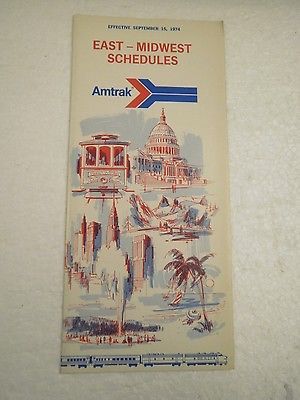 EFFECTIVE SEPTEMBER 15, 1974
EAST – MIDWEST
SCHEDULES
Amtrak